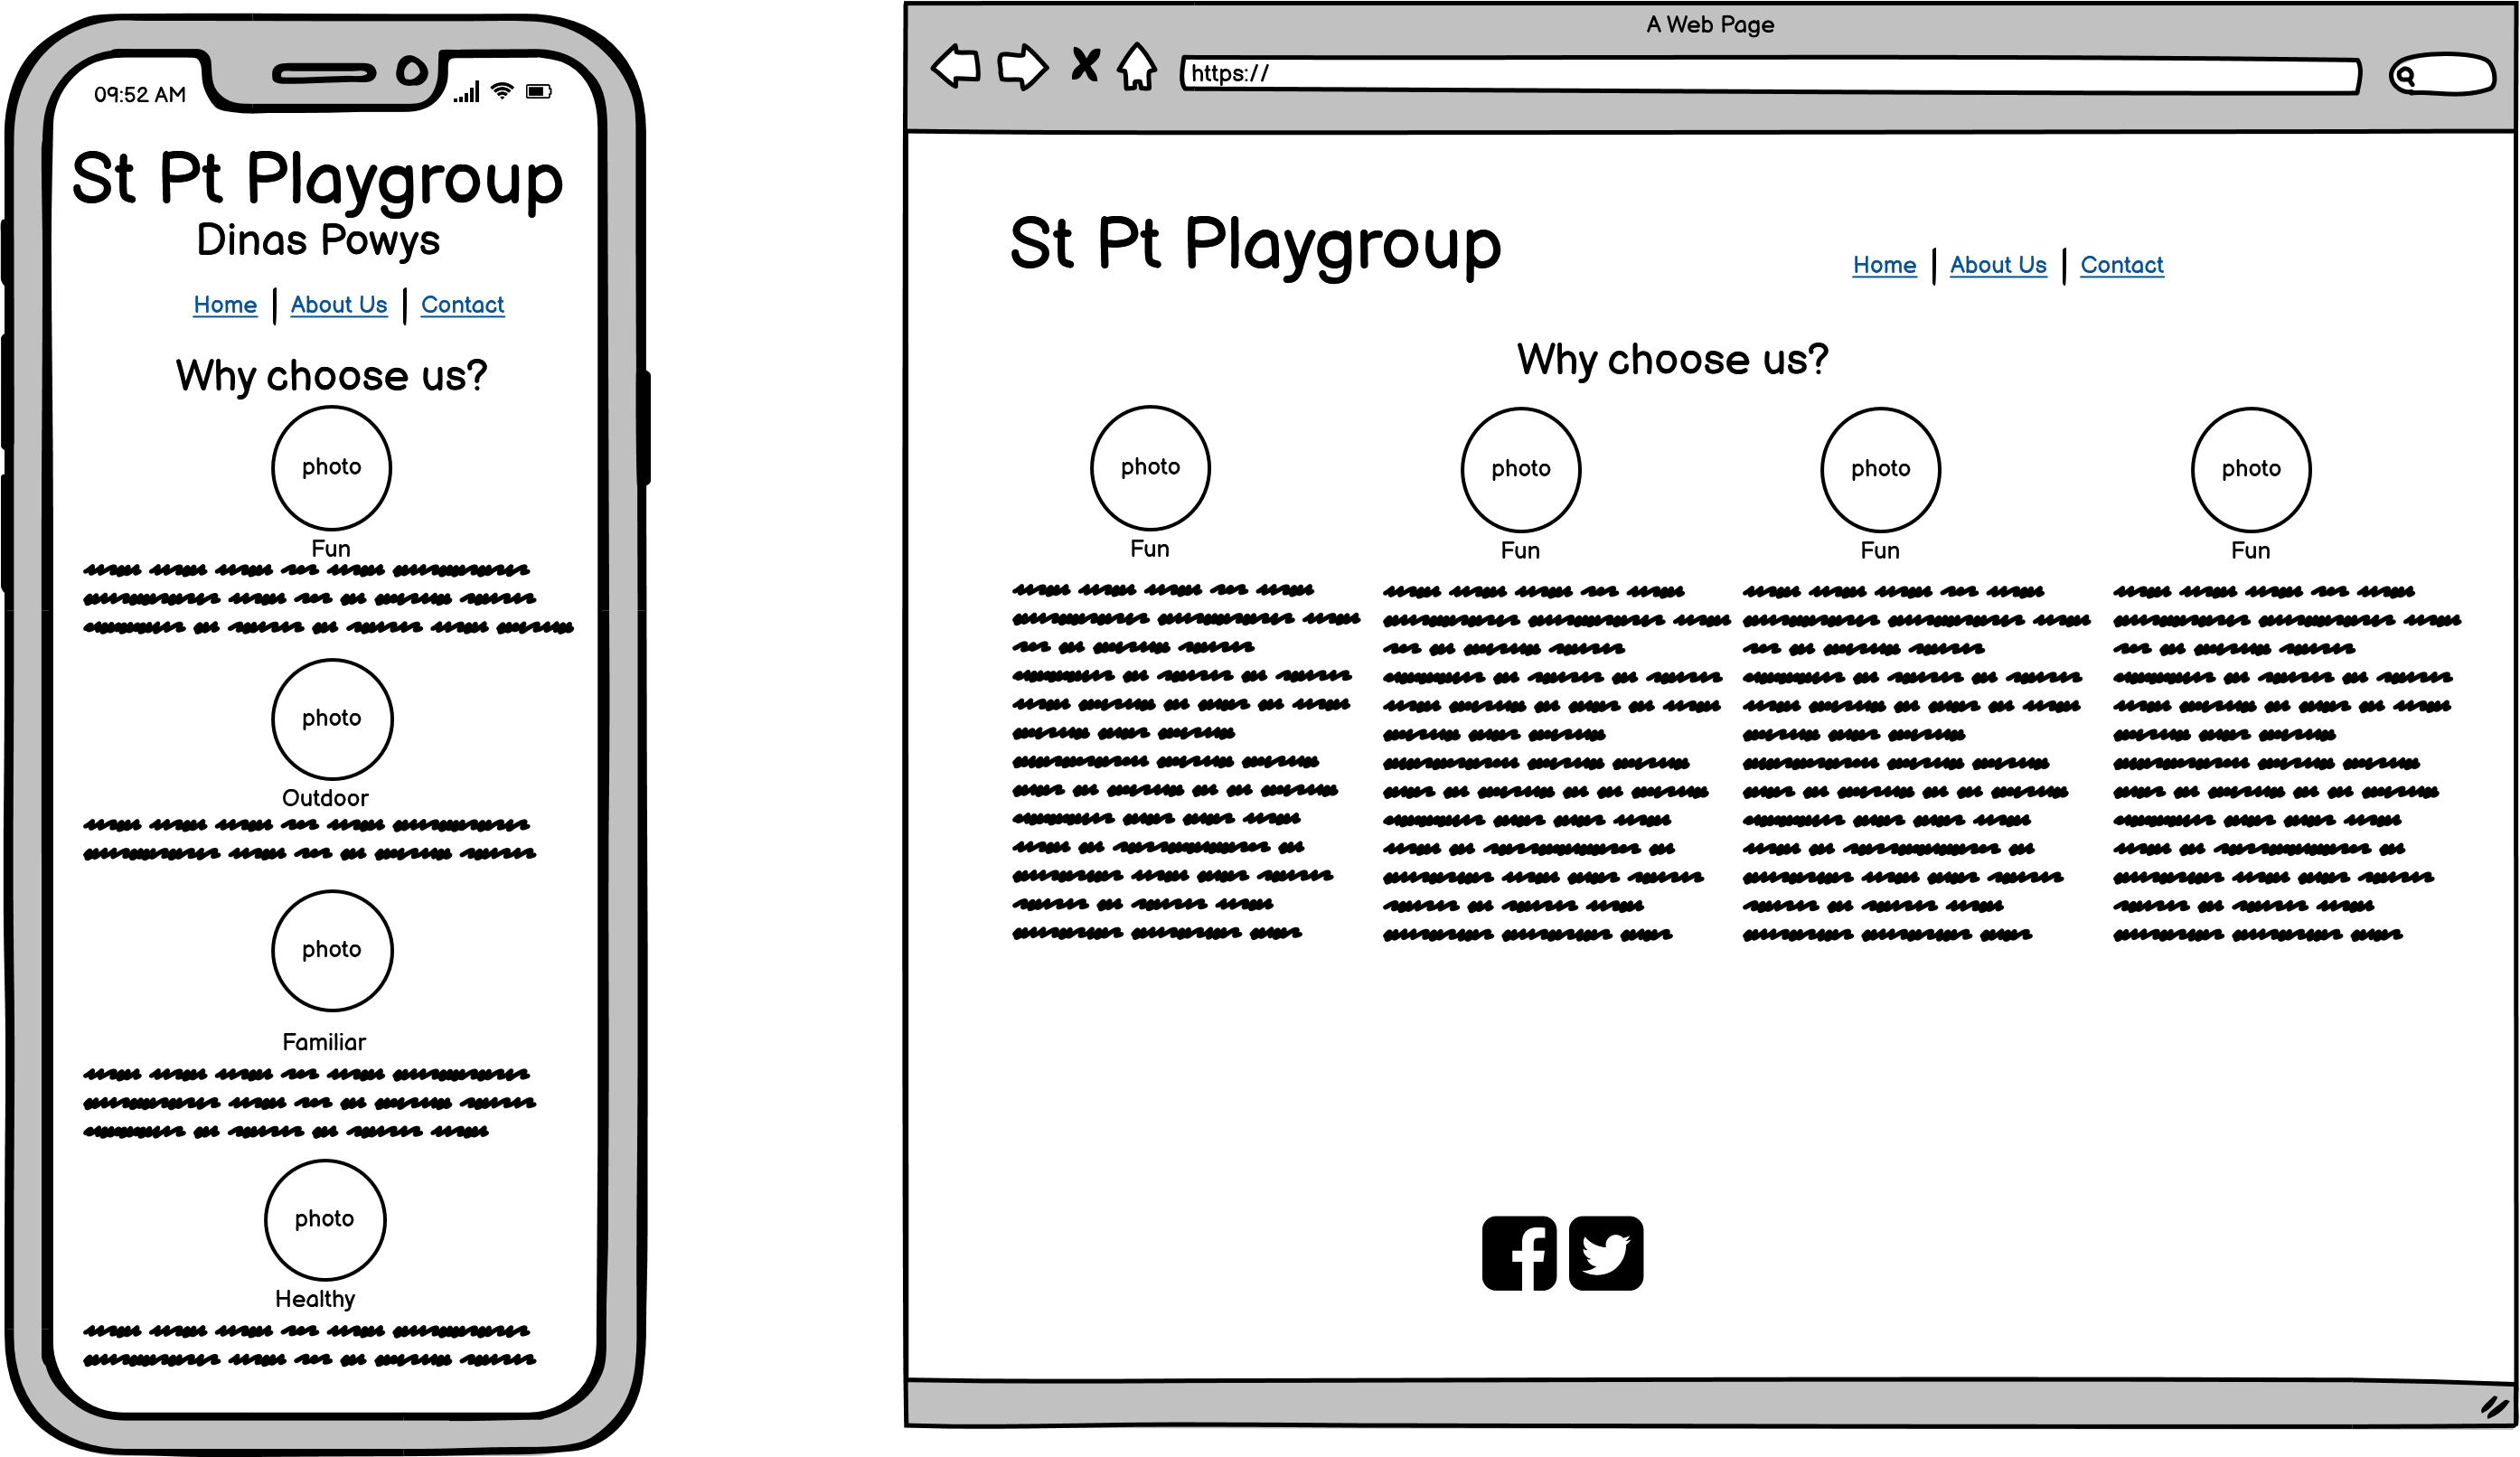 09:52 AM
St Pt Playgroup
Dinas Powys
Home | About Us | Contact
Why choose us?
photo
Fun
photo
Outdoor
photo
Familiar
photo
Healthy
A Web Page
https://
St Pt Playgroup
Home | About Us | Contact
Why choose us?
photo photo photo photo
Fun Fun Fun Fun